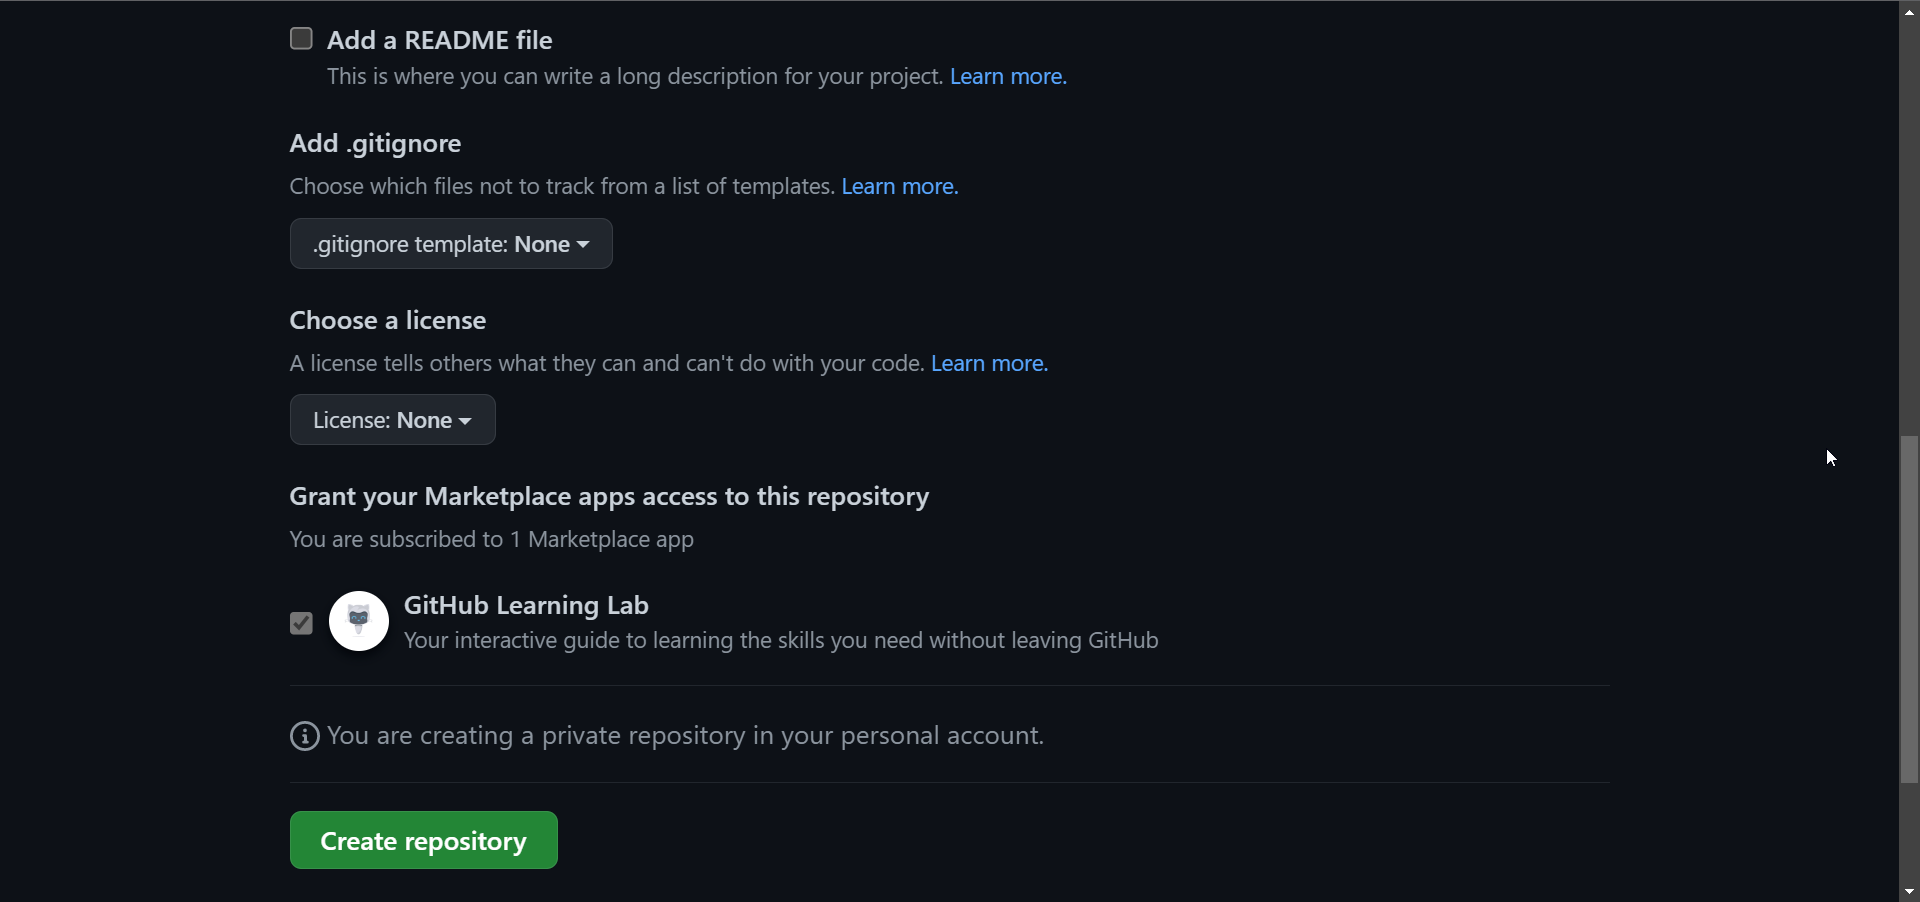 Add a README file
This is where you can write a long description for your project. Learn more.
Add .gitignore
Choose which files not to track from a list of templates. Learn more.
.gitignore template: None
Choose a license
A license tells others what they can and can't do with your code. Learn more.
License: None
Grant your Marketplace apps access to this repository
You are subscribed to 1 Marketplace app
GitHub Learning Lab
Your interactive guide to learning the skills you need without leaving GitHub
You are creating a private repository in your personal account.
Create repository